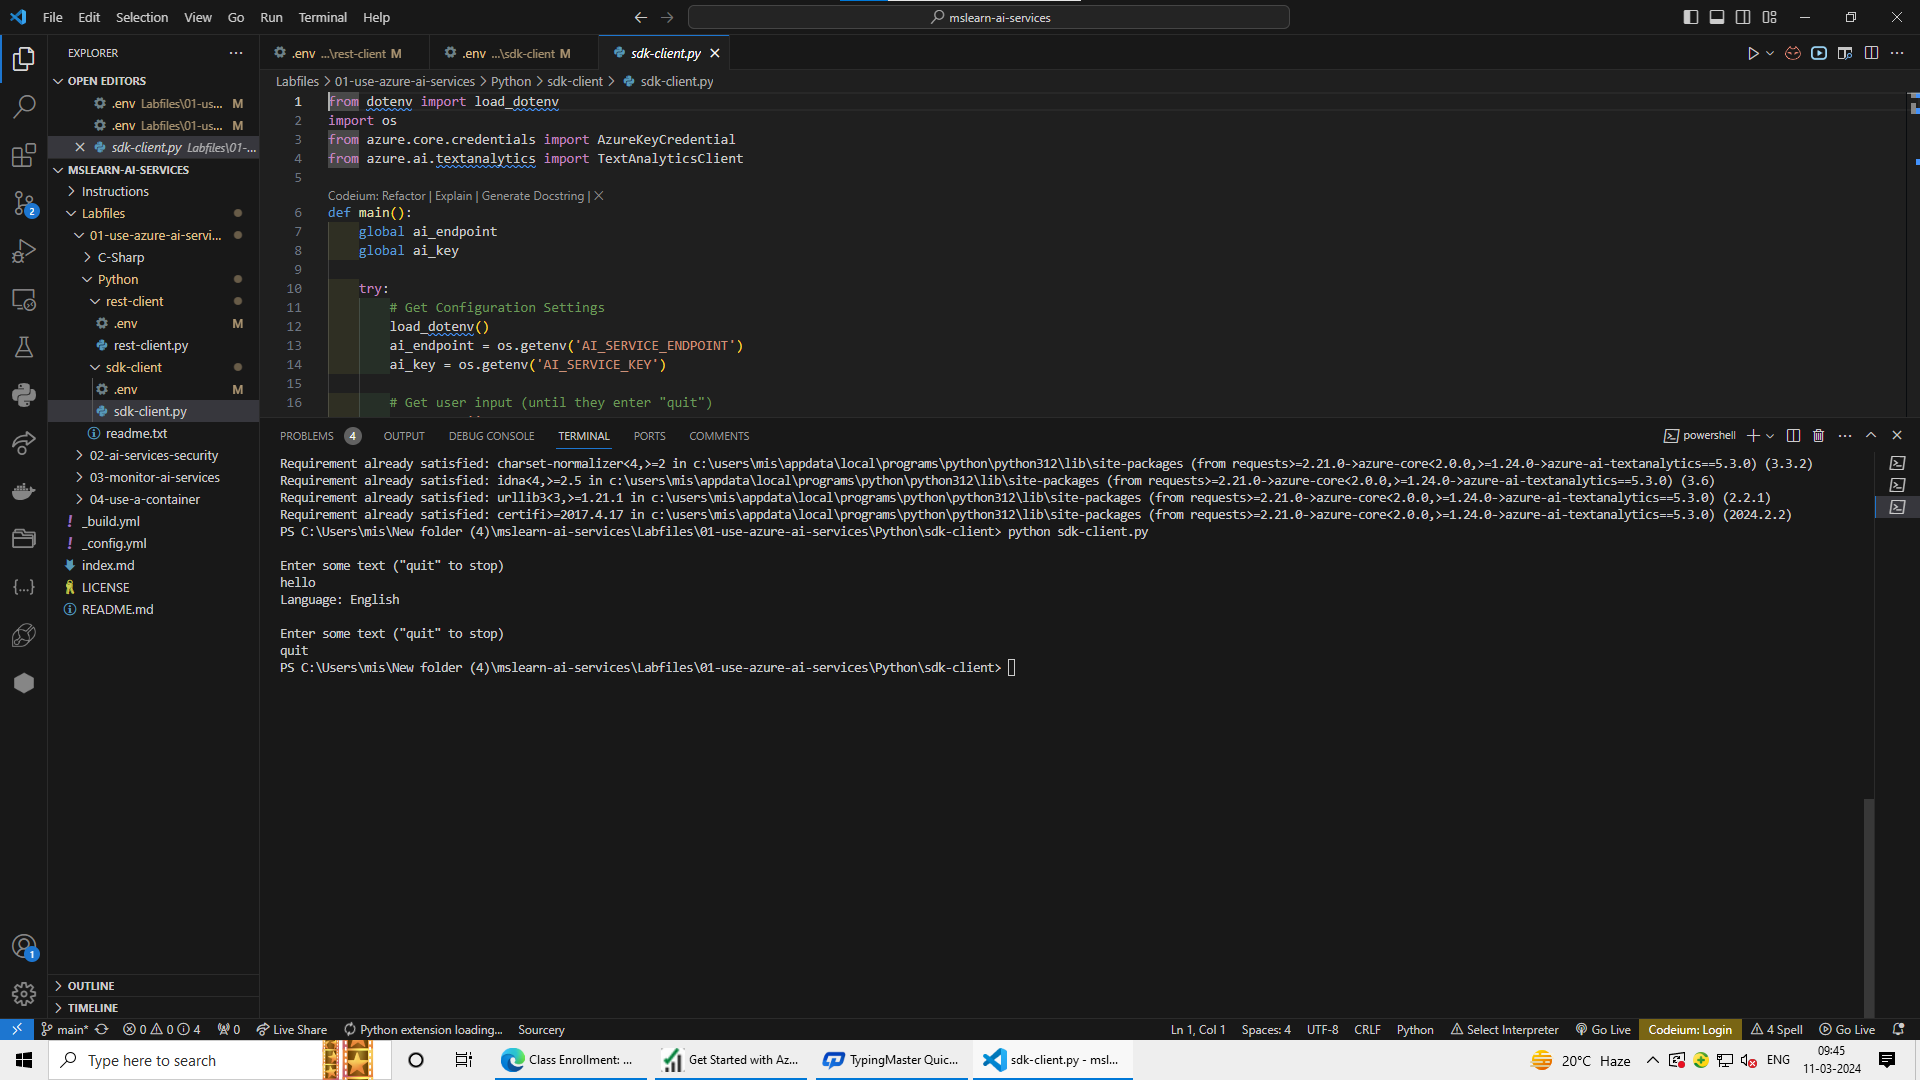 File Edit Selection View Go Run Terminal Help
mslearn-ai-services
EXPLORER
OPEN EDITORS
.env Labfiles\01-us... M
.env Labfiles\01-us... M
sdk-client.py Labfiles\01-...
MSLEARN-AI-SERVICES
Instructions
Labfiles
01-use-azure-ai-servi...
C-Sharp
Python
rest-client
.env M
rest-client.py
sdk-client
.env M
sdk-client.py
readme.txt
02-ai-services-security
03-monitor-ai-services
04-use-a-container
_build.yml
_config.yml
index.md
LICENSE
README.md
OUTLINE
TIMELINE
2
1
.env ...\rest-client M
.env ...\sdk-client M
sdk-client.py
Labfiles > 01-use-azure-ai-services > Python > sdk-client > sdk-client.py
1 from dotenv import load_dotenv
2 import os
3 from azure.core.credentials import AzureKeyCredential
4 from azure.ai.textanalytics import TextAnalyticsClient
5
Codeium: Refactor | Explain | Generate Docstring | X
6 def main():
7 global ai_endpoint
8 global ai_key
9
10 try:
11 # Get Configuration Settings
12 load_dotenv()
13 ai_endpoint = os.getenv('AI_SERVICE_ENDPOINT')
14 ai_key = os.getenv('AI_SERVICE_KEY')
15
16 # Get user input (until they enter "quit")
PROBLEMS 4 OUTPUT DEBUG CONSOLE TERMINAL PORTS COMMENTS
powershell
Requirement already satisfied: charset-normalizer<4,>=2 in c:\users\mis\appdata\local\programs\python\python312\lib\site-packages (from requests>=2.21.0->azure-core<2.0.0,>=1.24.0->azure-ai-textanalytics==5.3.0) (3.3.2)
Requirement already satisfied: idna<4,>=2.5 in c:\users\mis\appdata\local\programs\python\python312\lib\site-packages (from requests>=2.21.0->azure-core<2.0.0,>=1.24.0->azure-ai-textanalytics==5.3.0) (3.6)
Requirement already satisfied: urllib3<3,>=1.21.1 in c:\users\mis\appdata\local\programs\python\python312\lib\site-packages (from requests>=2.21.0->azure-core<2.0.0,>=1.24.0->azure-ai-textanalytics==5.3.0) (2.2.1)
Requirement already satisfied: certifi>=2017.4.17 in c:\users\mis\appdata\local\programs\python\python312\lib\site-packages (from requests>=2.21.0->azure-core<2.0.0,>=1.24.0->azure-ai-textanalytics==5.3.0) (2024.2.2)
PS C:\Users\mis\New folder (4)\mslearn-ai-services\Labfiles\01-use-azure-ai-services\Python\sdk-client> python sdk-client.py
Enter some text ("quit" to stop)
hello
Language: English
Enter some text ("quit" to stop)
quit
PS C:\Users\mis\New folder (4)\mslearn-ai-services\Labfiles\01-use-azure-ai-services\Python\sdk-client>
main* 0 0 4 0 Live Share Python extension loading... Sourcery
Ln 1, Col 1 Spaces: 4 UTF-8 CRLF Python Select Interpreter Go Live Codeium: Login 4 Spell Go Live
Type here to search
Class Enrollment: ...
Get Started with Az...
TypingMaster Quic...
sdk-client.py - msl...
20°C Haze
ENG
09:45
11-03-2024